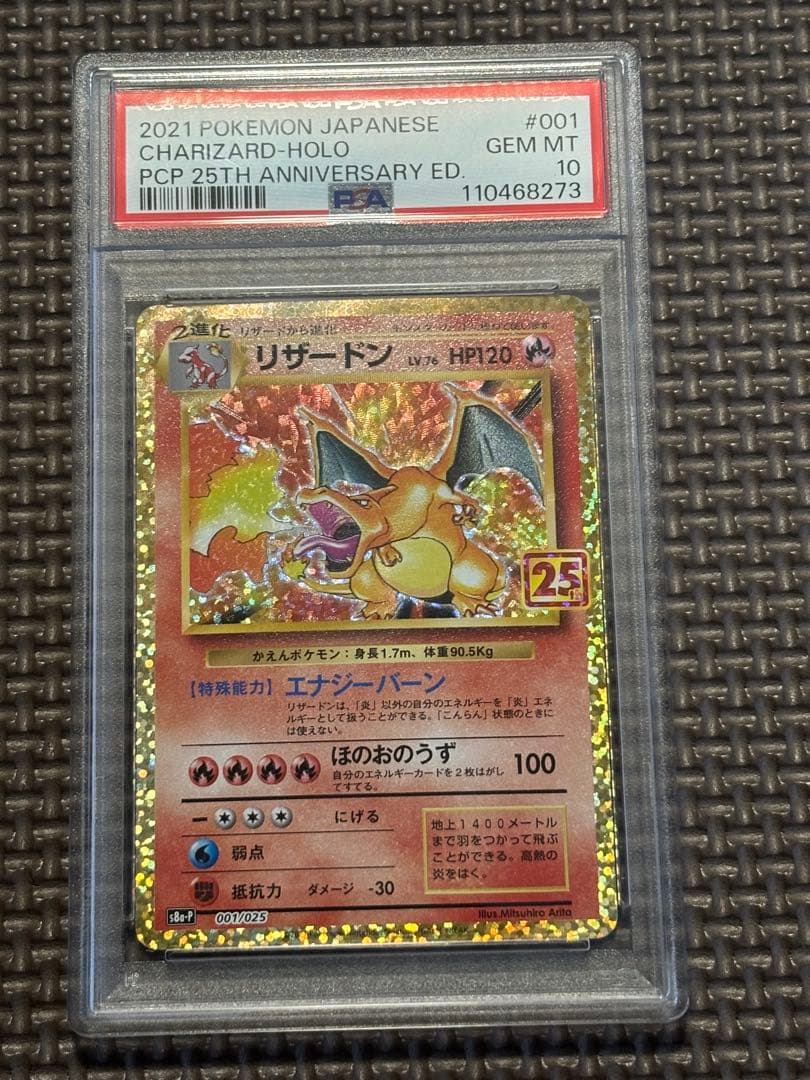 2021 POKEMON JAPANESE #001
CHARIZARD-HOLO GEM MT
PCP 25TH ANNIVERSARY ED. 10
PSA 110468273
2進化 リザードから進化
リザードン LV.76 HP120
25th
かえんポケモン：身長1.7m、体重90.5Kg
【特殊能力】エナジーバーン
リザードンは、「炎」以外の自分のエネルギーを「炎」エネ
ルギーとして扱うことができる。「こんらん」状態のときに
は使えない。
ほのおのうず 100
自分のエネルギーカードを２枚はがし
てすてる。
にげる
弱点
抵抗力 ダメージ -30
地上１４００メートル
まで羽をつかって飛ぶ
ことができる。高熱の
炎をはく。
s8a-P 001/025
Illus.Mitsuhiro Arita